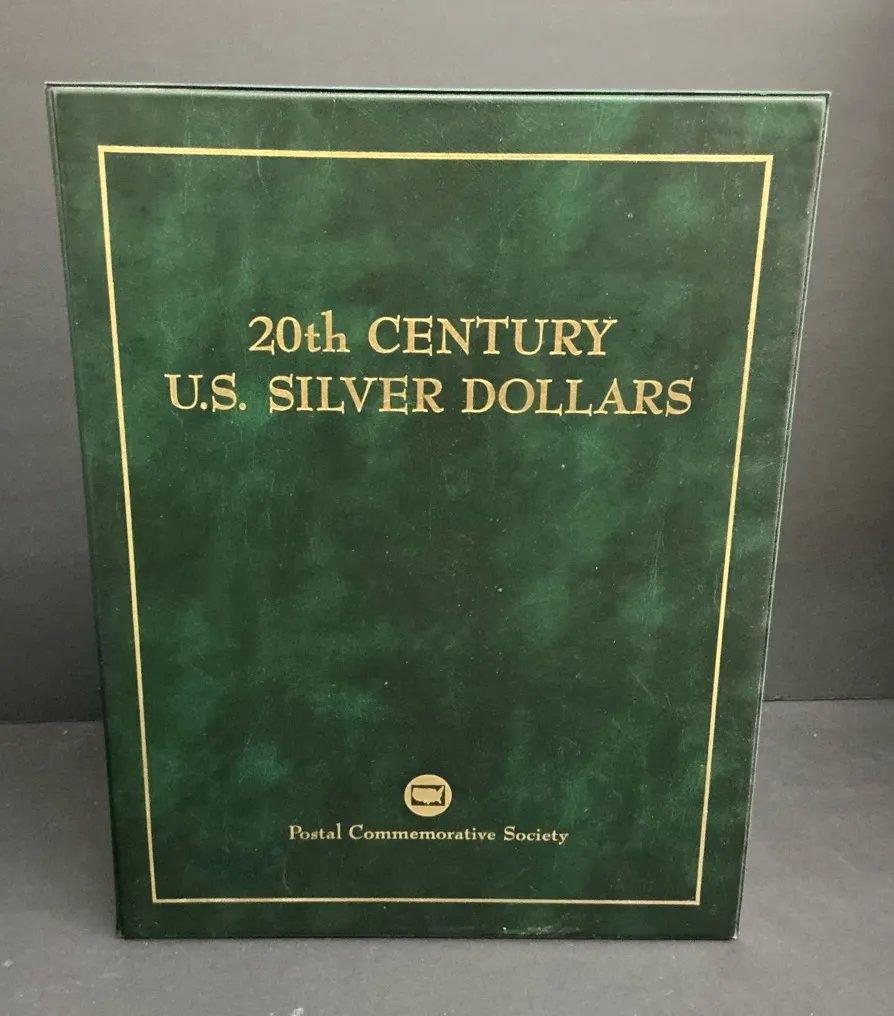 20th CENTURY
U.S. SILVER DOLLARS
Postal Commemorative Society